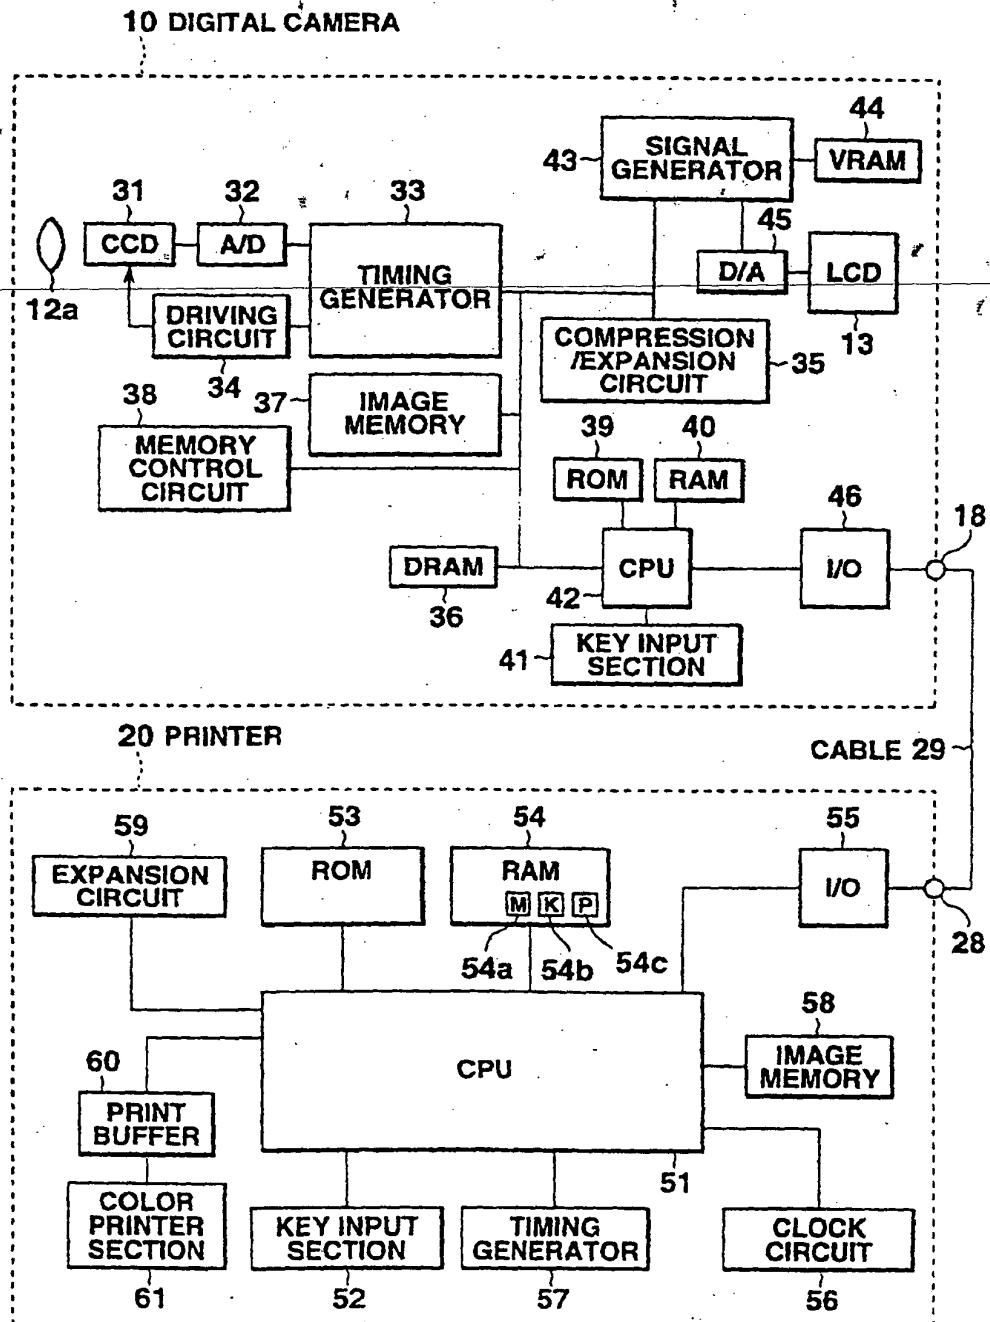 10 DIGITAL CAMERA
44
43
SIGNAL
GENERATOR
VRAM
31
32
33
45
CCD
A/D
TIMING
GENERATOR
D/A
LCD
12a
DRIVING
CIRCUIT
COMPRESSION
/EXPANSION
CIRCUIT
13
35
34
38
37
IMAGE
MEMORY
39
40
MEMORY
CONTROL
CIRCUIT
ROM
RAM
46
18
DRAM
CPU
I/O
42
36
41
KEY INPUT
SECTION
20 PRINTER
CABLE 29
59
53
54
55
EXPANSION
CIRCUIT
ROM
RAM
M K P
I/O
54a 54b 54c
28
58
CPU
IMAGE
MEMORY
60
PRINT
BUFFER
51
COLOR
PRINTER
SECTION
KEY INPUT
SECTION
TIMING
GENERATOR
CLOCK
CIRCUIT
61
52
57
56